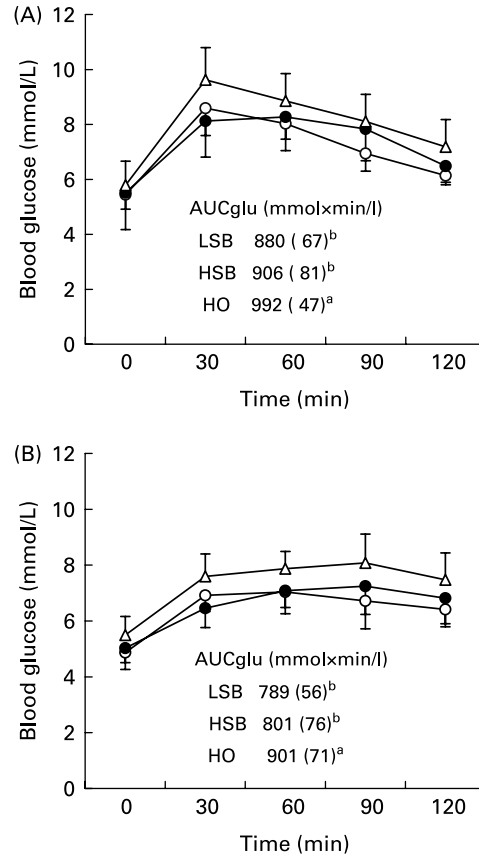 (A)
12
10
8
6
4
2
0
Blood glucose (mmol/L)
AUCglu (mmol×min/l)
LSB 880 ( 67)ᵇ
HSB 906 ( 81)ᵇ
HO 992 ( 47)ᵃ
0 30 60 90 120
Time (min)
(B)
12
10
8
6
4
2
0
Blood glucose (mmol/L)
AUCglu (mmol×min/l)
LSB 789 (56)ᵇ
HSB 801 (76)ᵇ
HO 901 (71)ᵃ
0 30 60 90 120
Time (min)